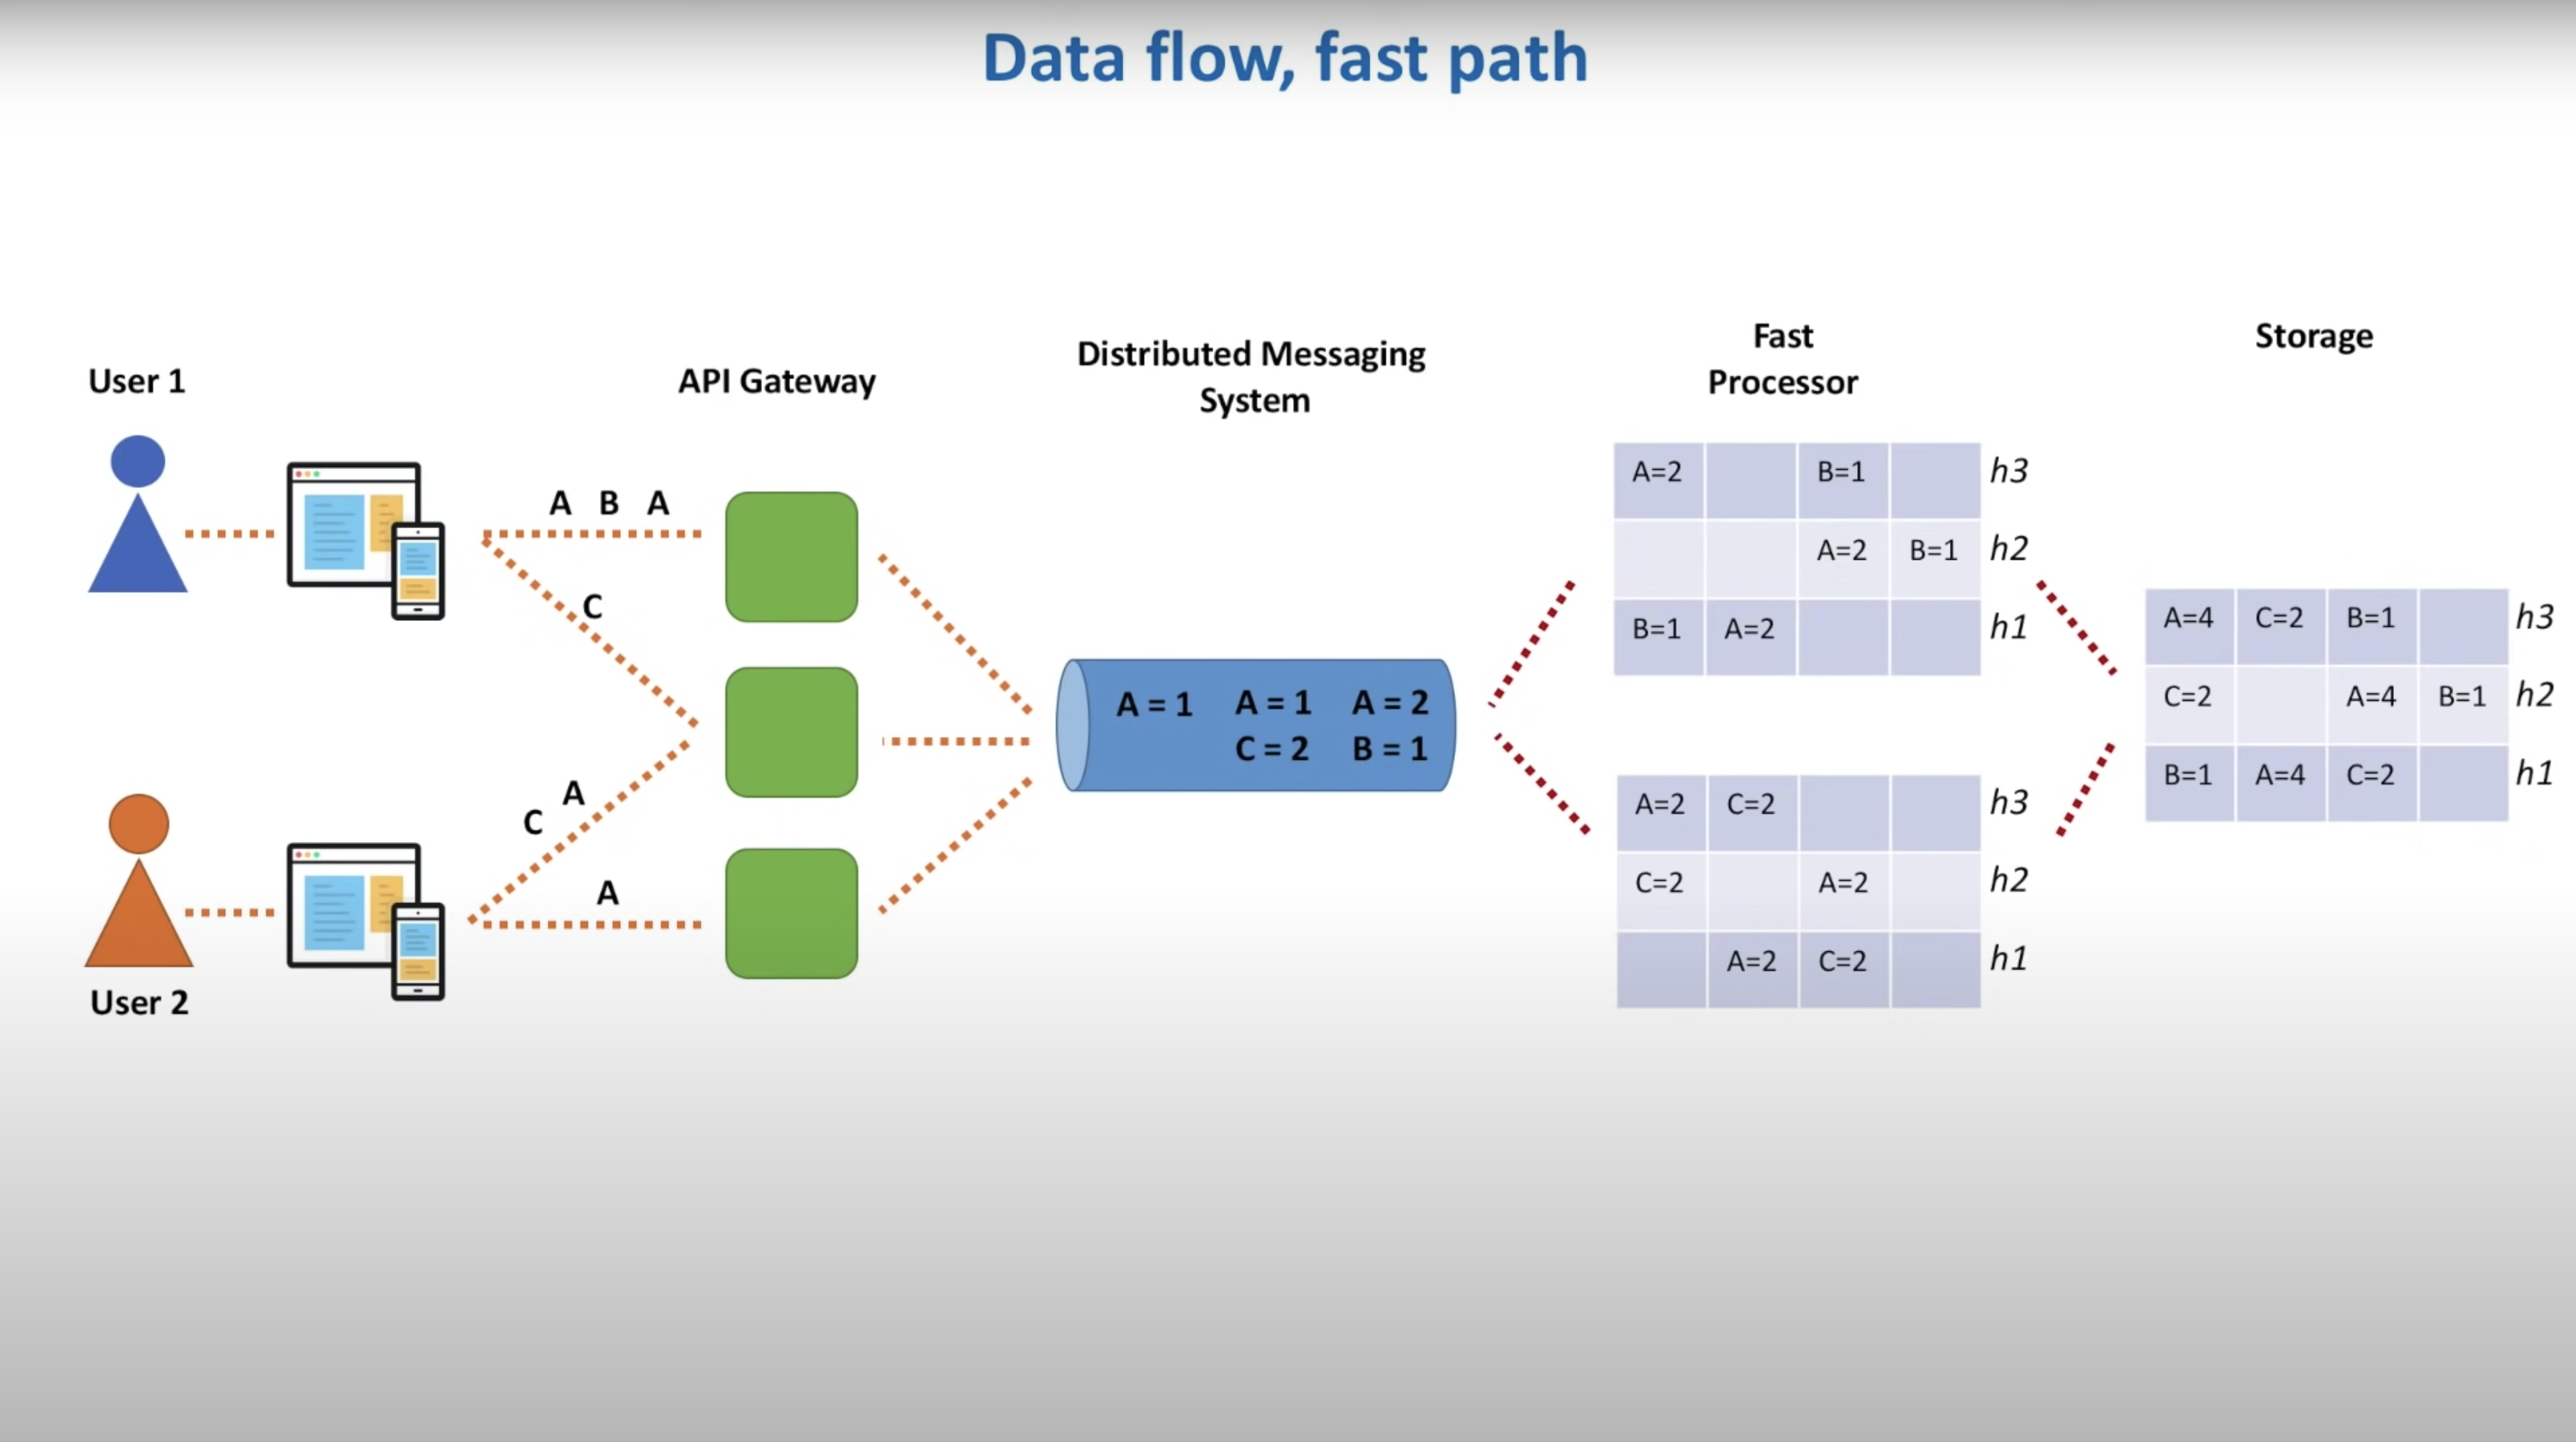 Data flow, fast path
User 1
API Gateway
Distributed Messaging
System
Fast
Processor
Storage
A B A
C
C A
A
User 2
A = 1 A = 1 A = 2
C = 2 B = 1
A=2 B=1 h3
A=2 B=1 h2
B=1 A=2 h1
A=2 C=2 h3
C=2 A=2 h2
A=2 C=2 h1
A=4 C=2 B=1 h3
C=2 A=4 B=1 h2
B=1 A=4 C=2 h1